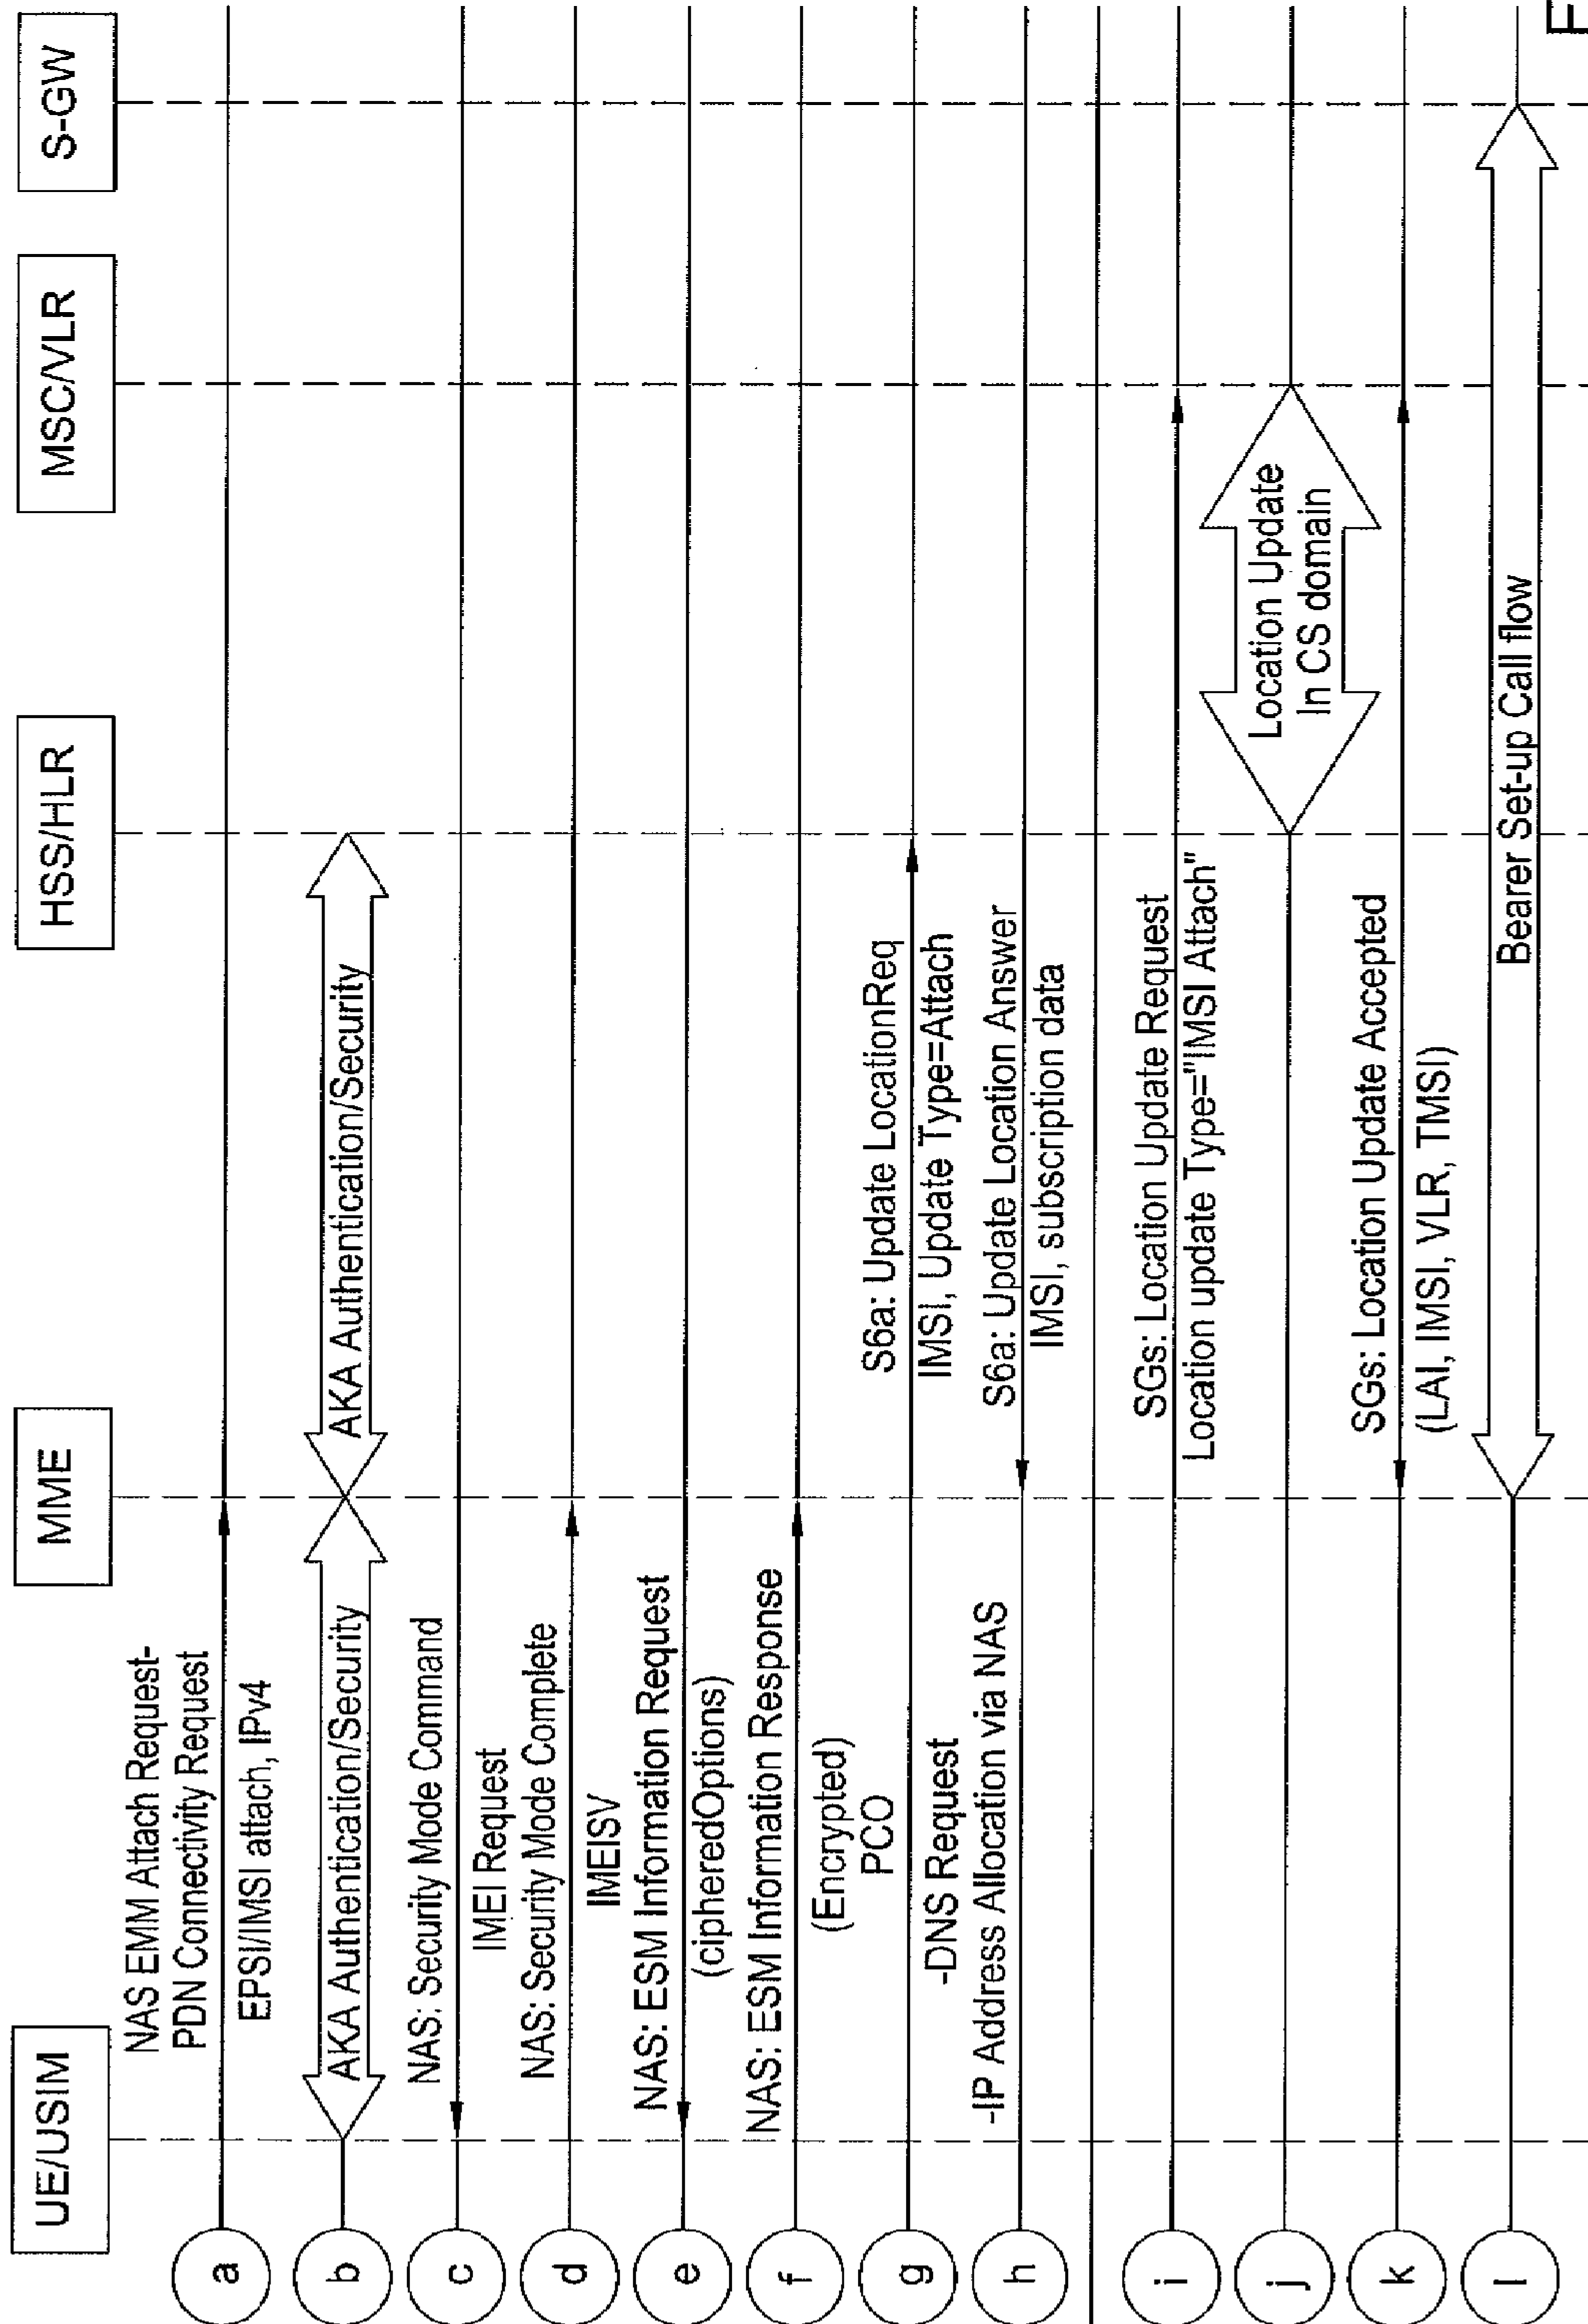 UE/USIM
MME
HSS/HLR
MSC/VLR
S-GW
a
NAS EMM Attach Request-
PDN Connectivity Request
EPSI/IMSI attach, IPv4
b
AKA Authentication/Security
AKA Authentication/Security
c
NAS: Security Mode Command
IMEI Request
d
NAS: Security Mode Complete
IMEISV
e
NAS: ESM Information Request
(cipheredOptions)
f
NAS: ESM Information Response
(Encrypted)
PCO
g
-DNS Request
S6a: Update LocationReq
IMSI, Update Type=Attach
h
-IP Address Allocation via NAS
S6a: Update Location Answer
IMSI, subscription data
i
SGs: Location Update Request
Location update Type="IMSI Attach"
j
Location Update
In CS domain
k
SGs: Location Update Accepted
(LAI, IMSI, VLR, TMSI)
l
Bearer Set-up Call flow